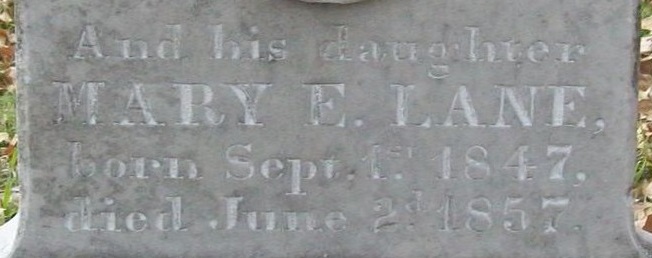 And his daughter
MARY E. LANE,
born Sept. 1st 1847,
died June 2d 1857.